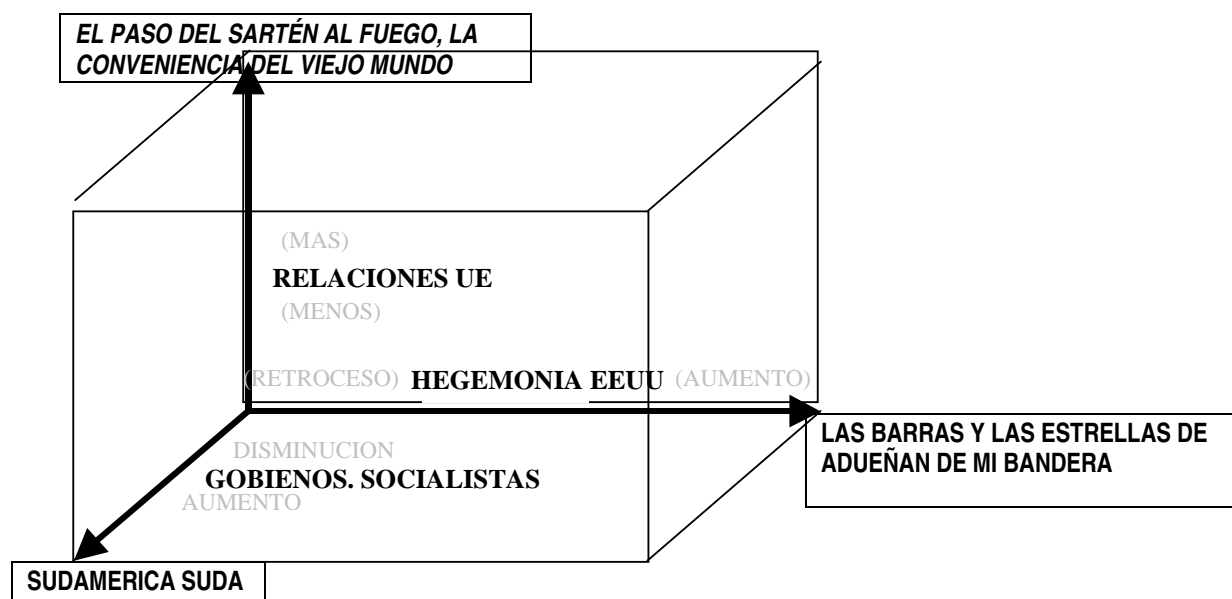 EL PASO DEL SARTÉN AL FUEGO, LA
CONVENIENCIA DEL VIEJO MUNDO
(MAS)
RELACIONES UE
(MENOS)
(RETROCESO) HEGEMONIA EEUU (AUMENTO)
LAS BARRAS Y LAS ESTRELLAS DE
ADUEÑAN DE MI BANDERA
DISMINUCION
GOBIENOS. SOCIALISTAS
AUMENTO
SUDAMERICA SUDA